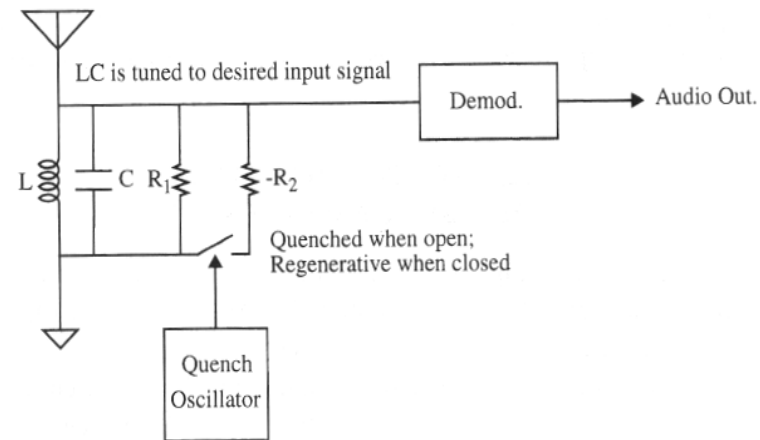 LC is tuned to desired input signal
Demod.
Audio Out.
L
C
R1
-R2
Quenched when open;
Regenerative when closed
Quench
Oscillator